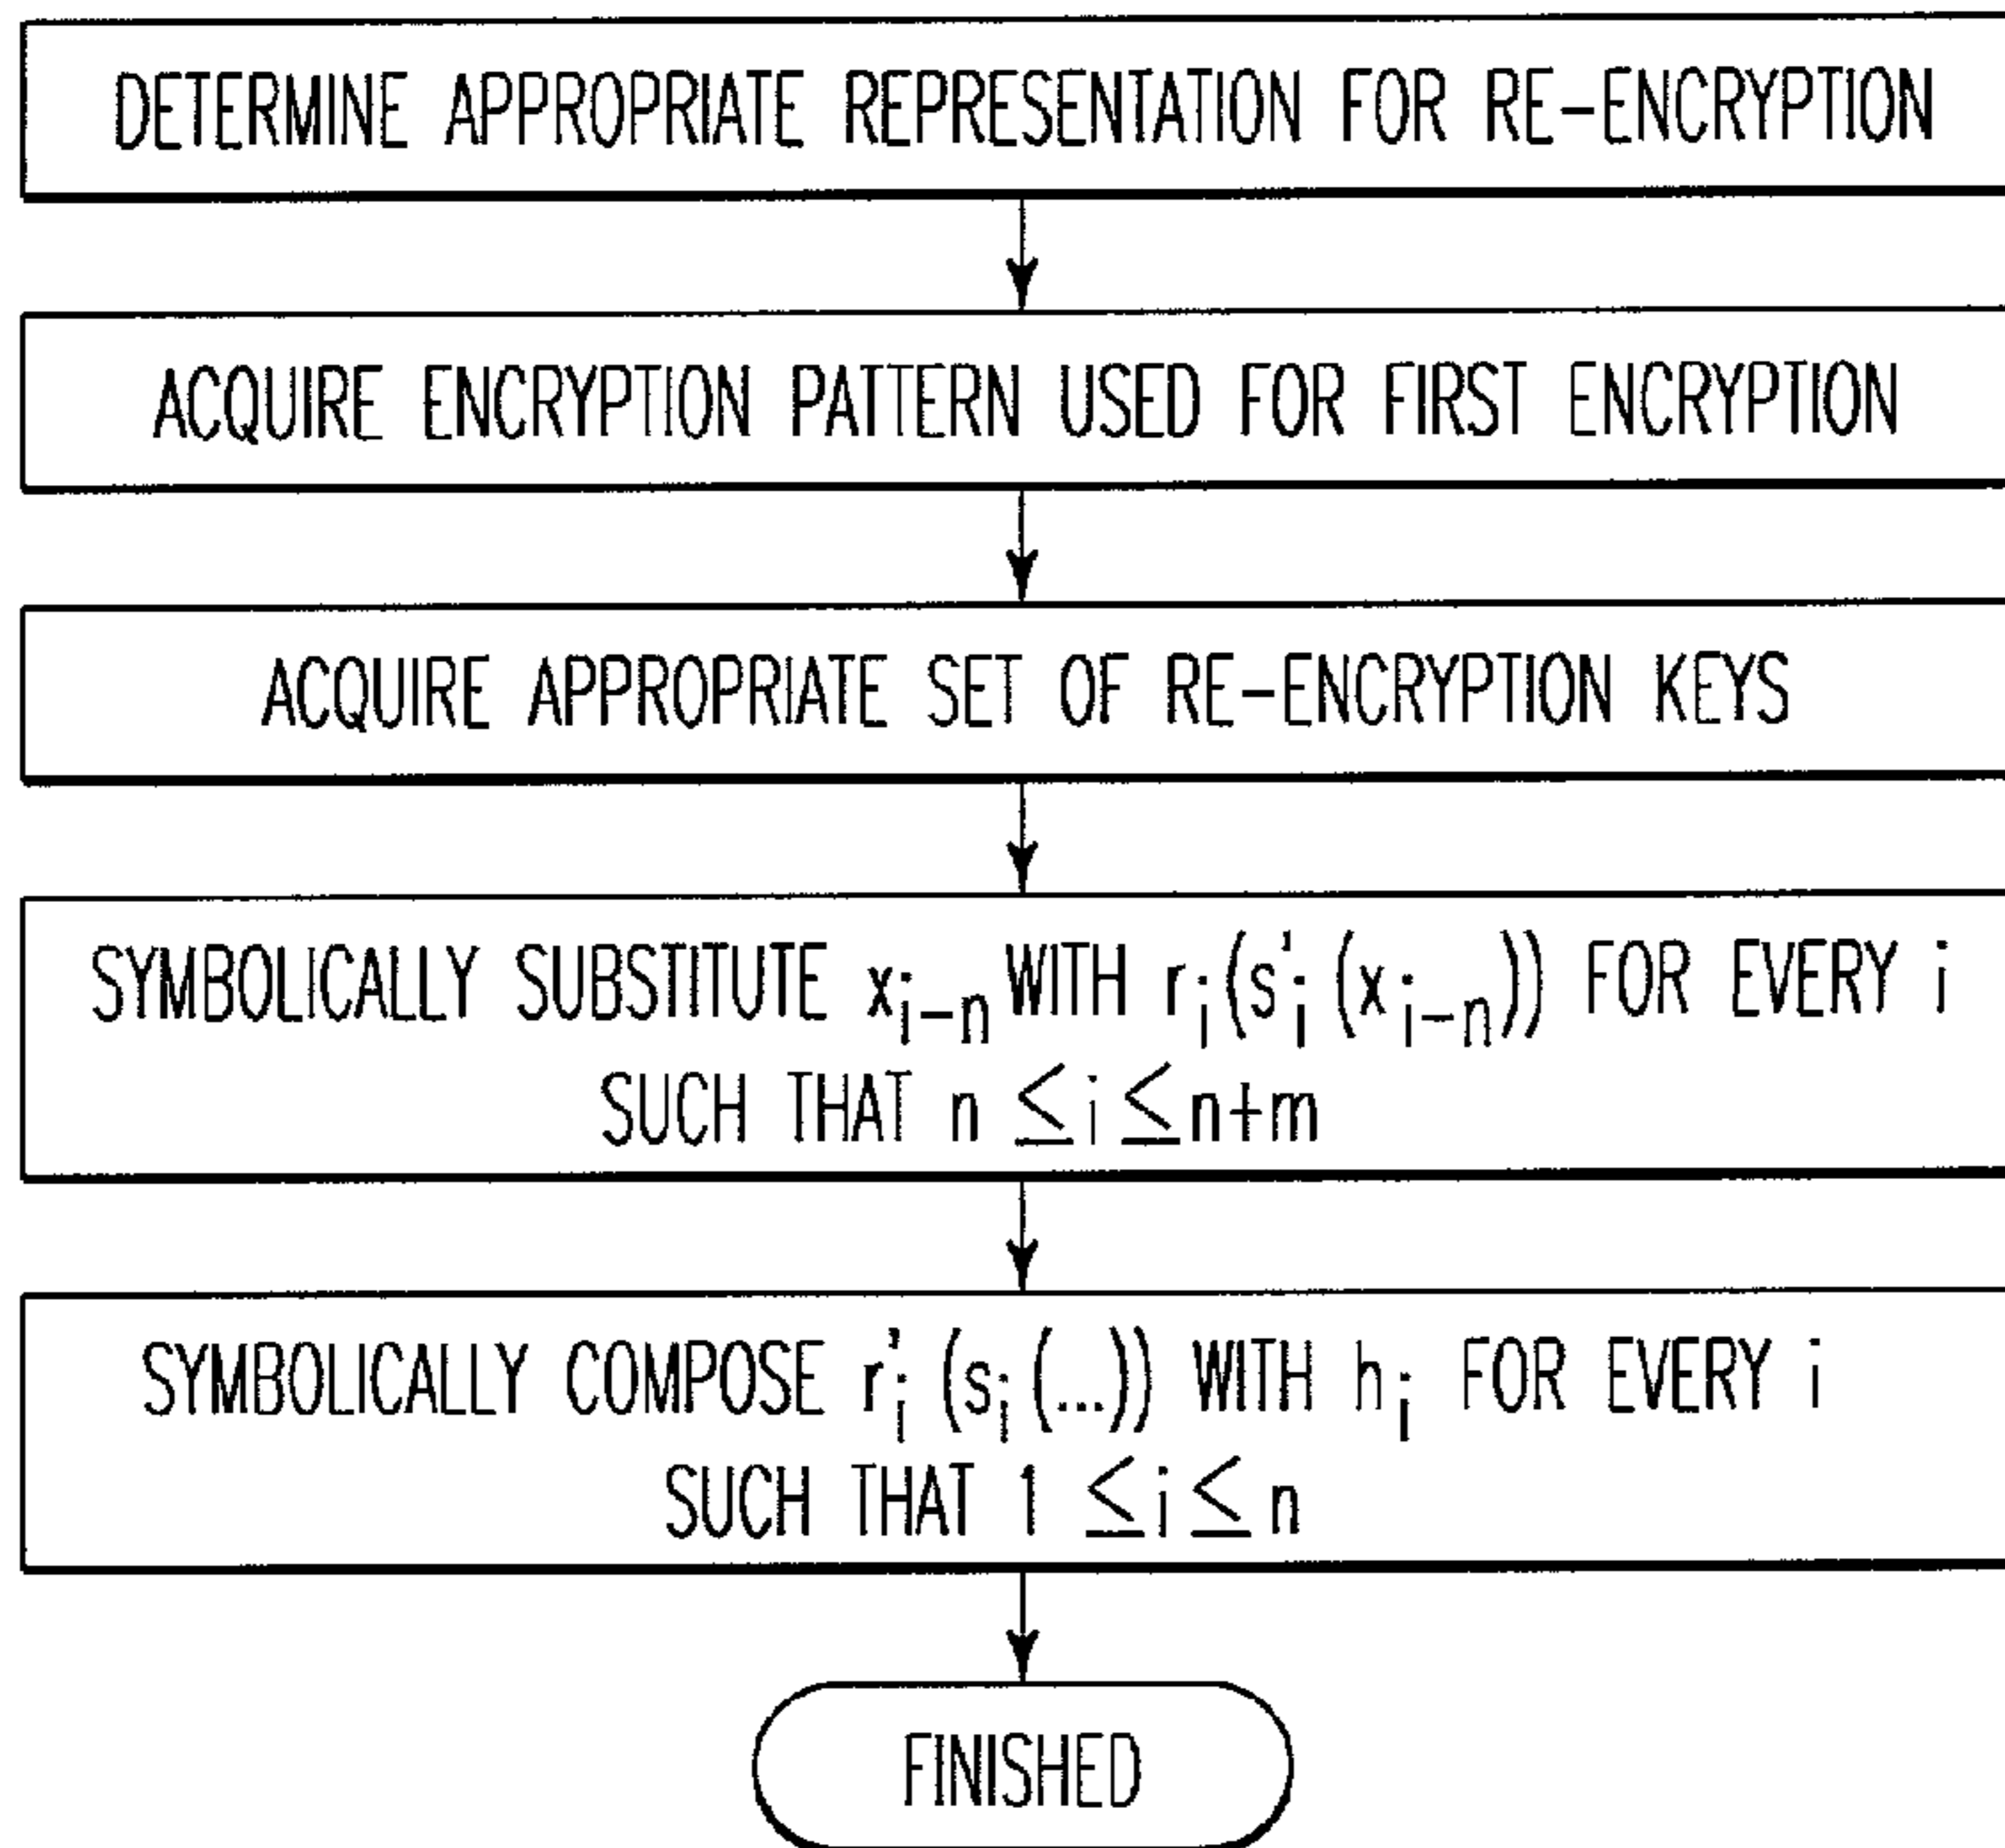 DETERMINE APPROPRIATE REPRESENTATION FOR RE-ENCRYPTION
ACQUIRE ENCRYPTION PATTERN USED FOR FIRST ENCRYPTION
ACQUIRE APPROPRIATE SET OF RE-ENCRYPTION KEYS
SYMBOLICALLY SUBSTITUTE x_{i-n} WITH r_i(s'_i(x_{i-n})) FOR EVERY i
SUCH THAT n ≤ i ≤ n+m
SYMBOLICALLY COMPOSE r'_i(s_i(...)) WITH h_i FOR EVERY i
SUCH THAT 1 ≤ i ≤ n
FINISHED